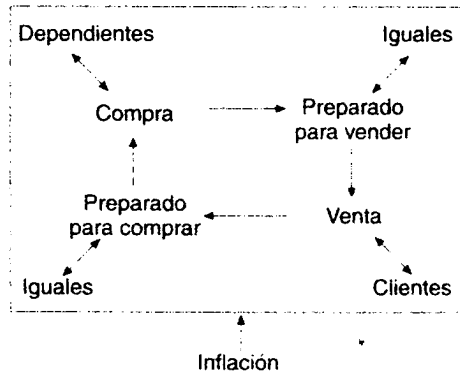 Dependientes
Iguales
Compra
Preparado
para vender
Preparado
para comprar
Venta
Iguales
Clientes
Inflación